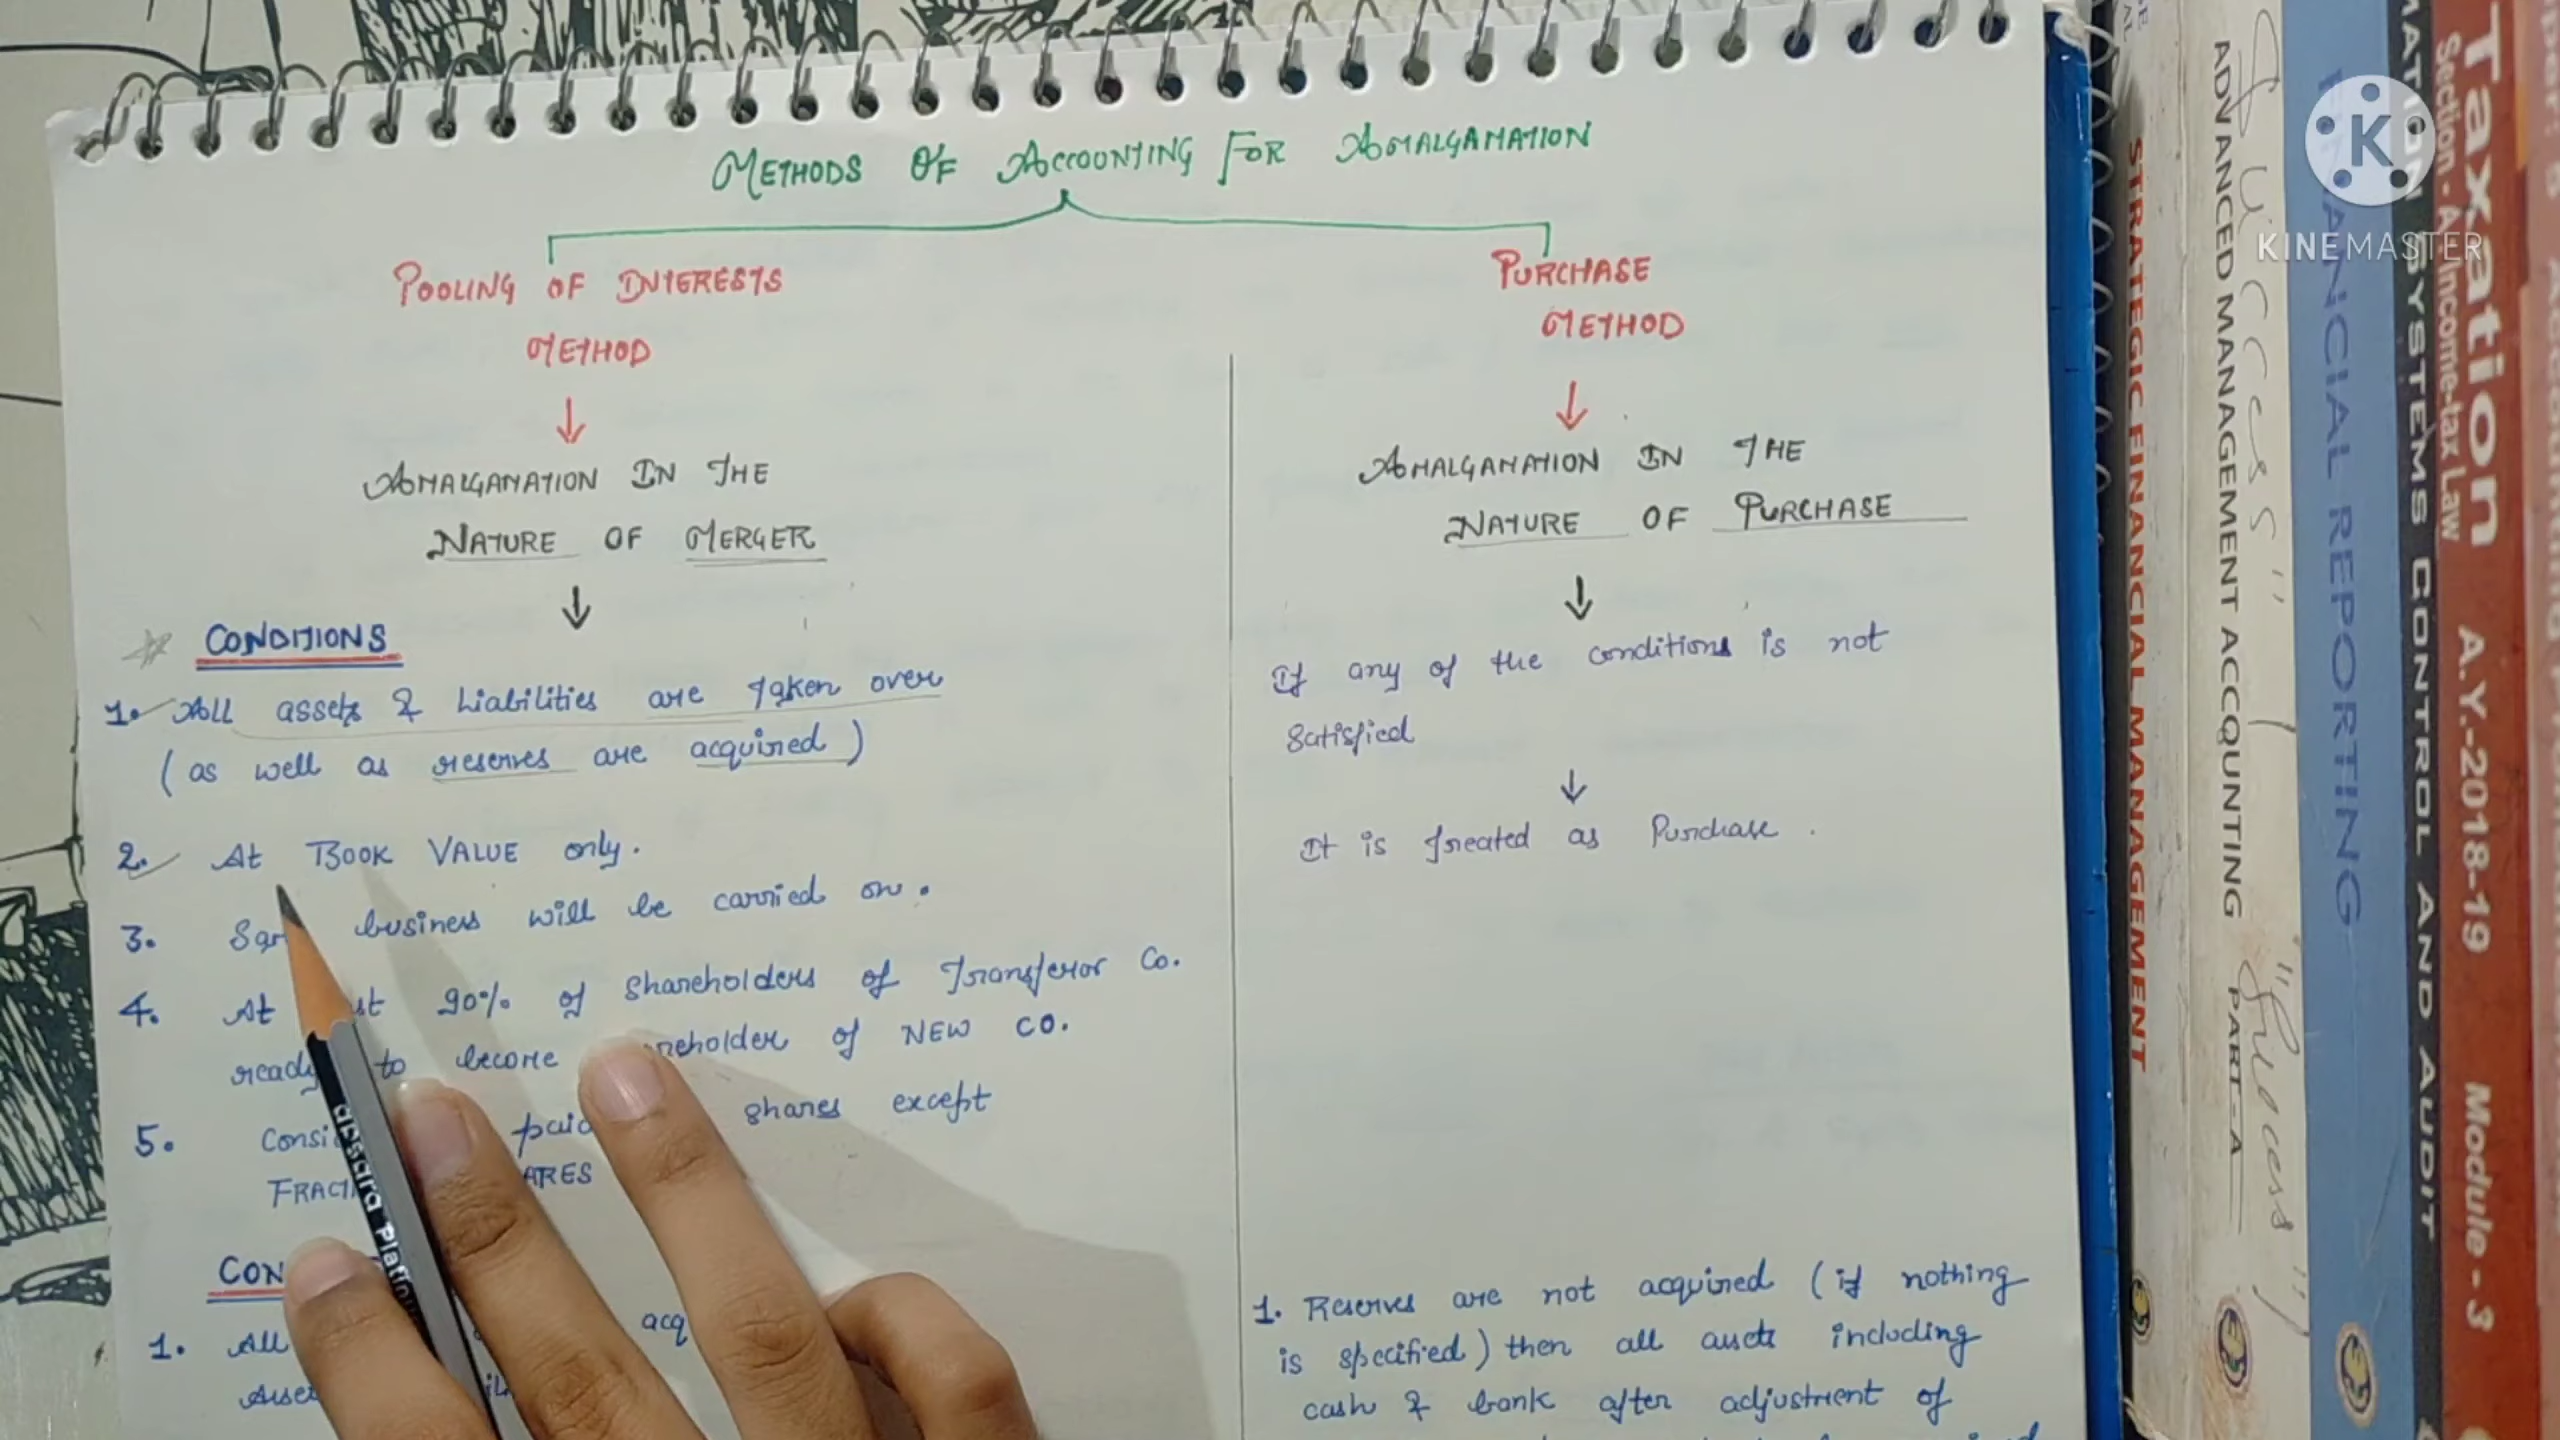 METHODS OF ACCOUNTING FOR AMALGAMATION
POOLING OF INTERESTS
METHOD
AMALGAMATION IN THE
NATURE OF MERGER
CONDITIONS
1. All assets & Liabilities are taken over
(as well as reserves are acquired)
2. At BOOK VALUE only.
3. business will be carried on.
4. At 90% of shareholders of Transferor Co.
ready to become of NEW CO.
5. shares except
1. All
PURCHASE
METHOD
AMALGAMATION IN THE
NATURE OF PURCHASE
If any of the conditions is not
satisfied
It is treated as Purchase.
1. Reserves are not acquired (if nothing
is specified) then all assets including
cash & bank after adjustment of
K
KINEMASTER
STRATEGIC FINANCIAL MANAGEMENT
ADVANCED MANAGEMENT ACCOUNTING PART-A
"Success"
"Success"
FINANCIAL REPORTING
SYSTEMS CONTROL AND AUDIT
Taxation A.Y.-2018-19 Module - 3
Section - A : Income-tax Law
absara Platinum